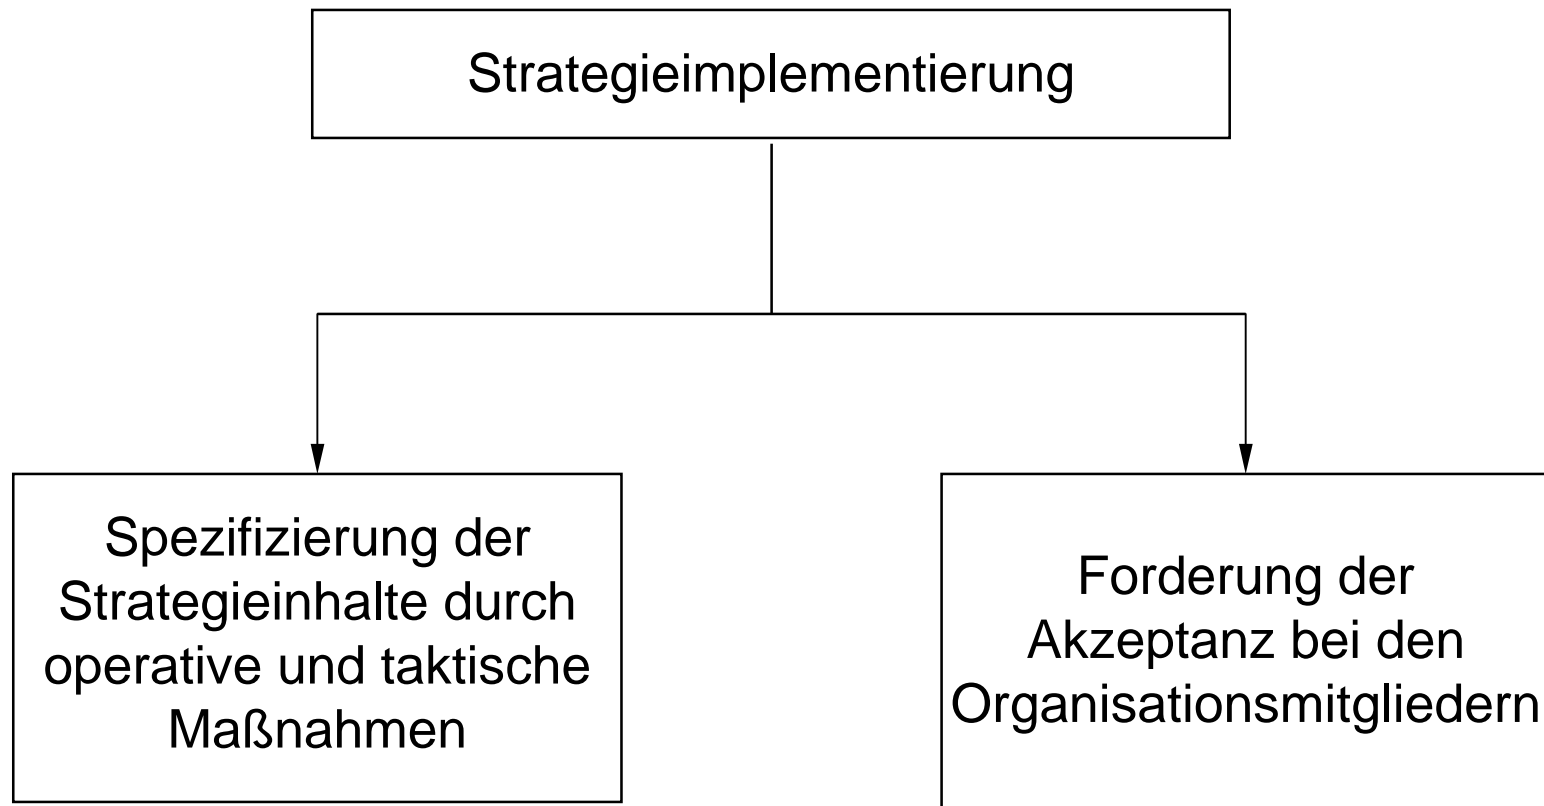 Strategieimplementierung
Spezifizierung der
Strategieinhalte durch
operative und taktische
Maßnahmen
Forderung der
Akzeptanz bei den
Organisationsmitgliedern